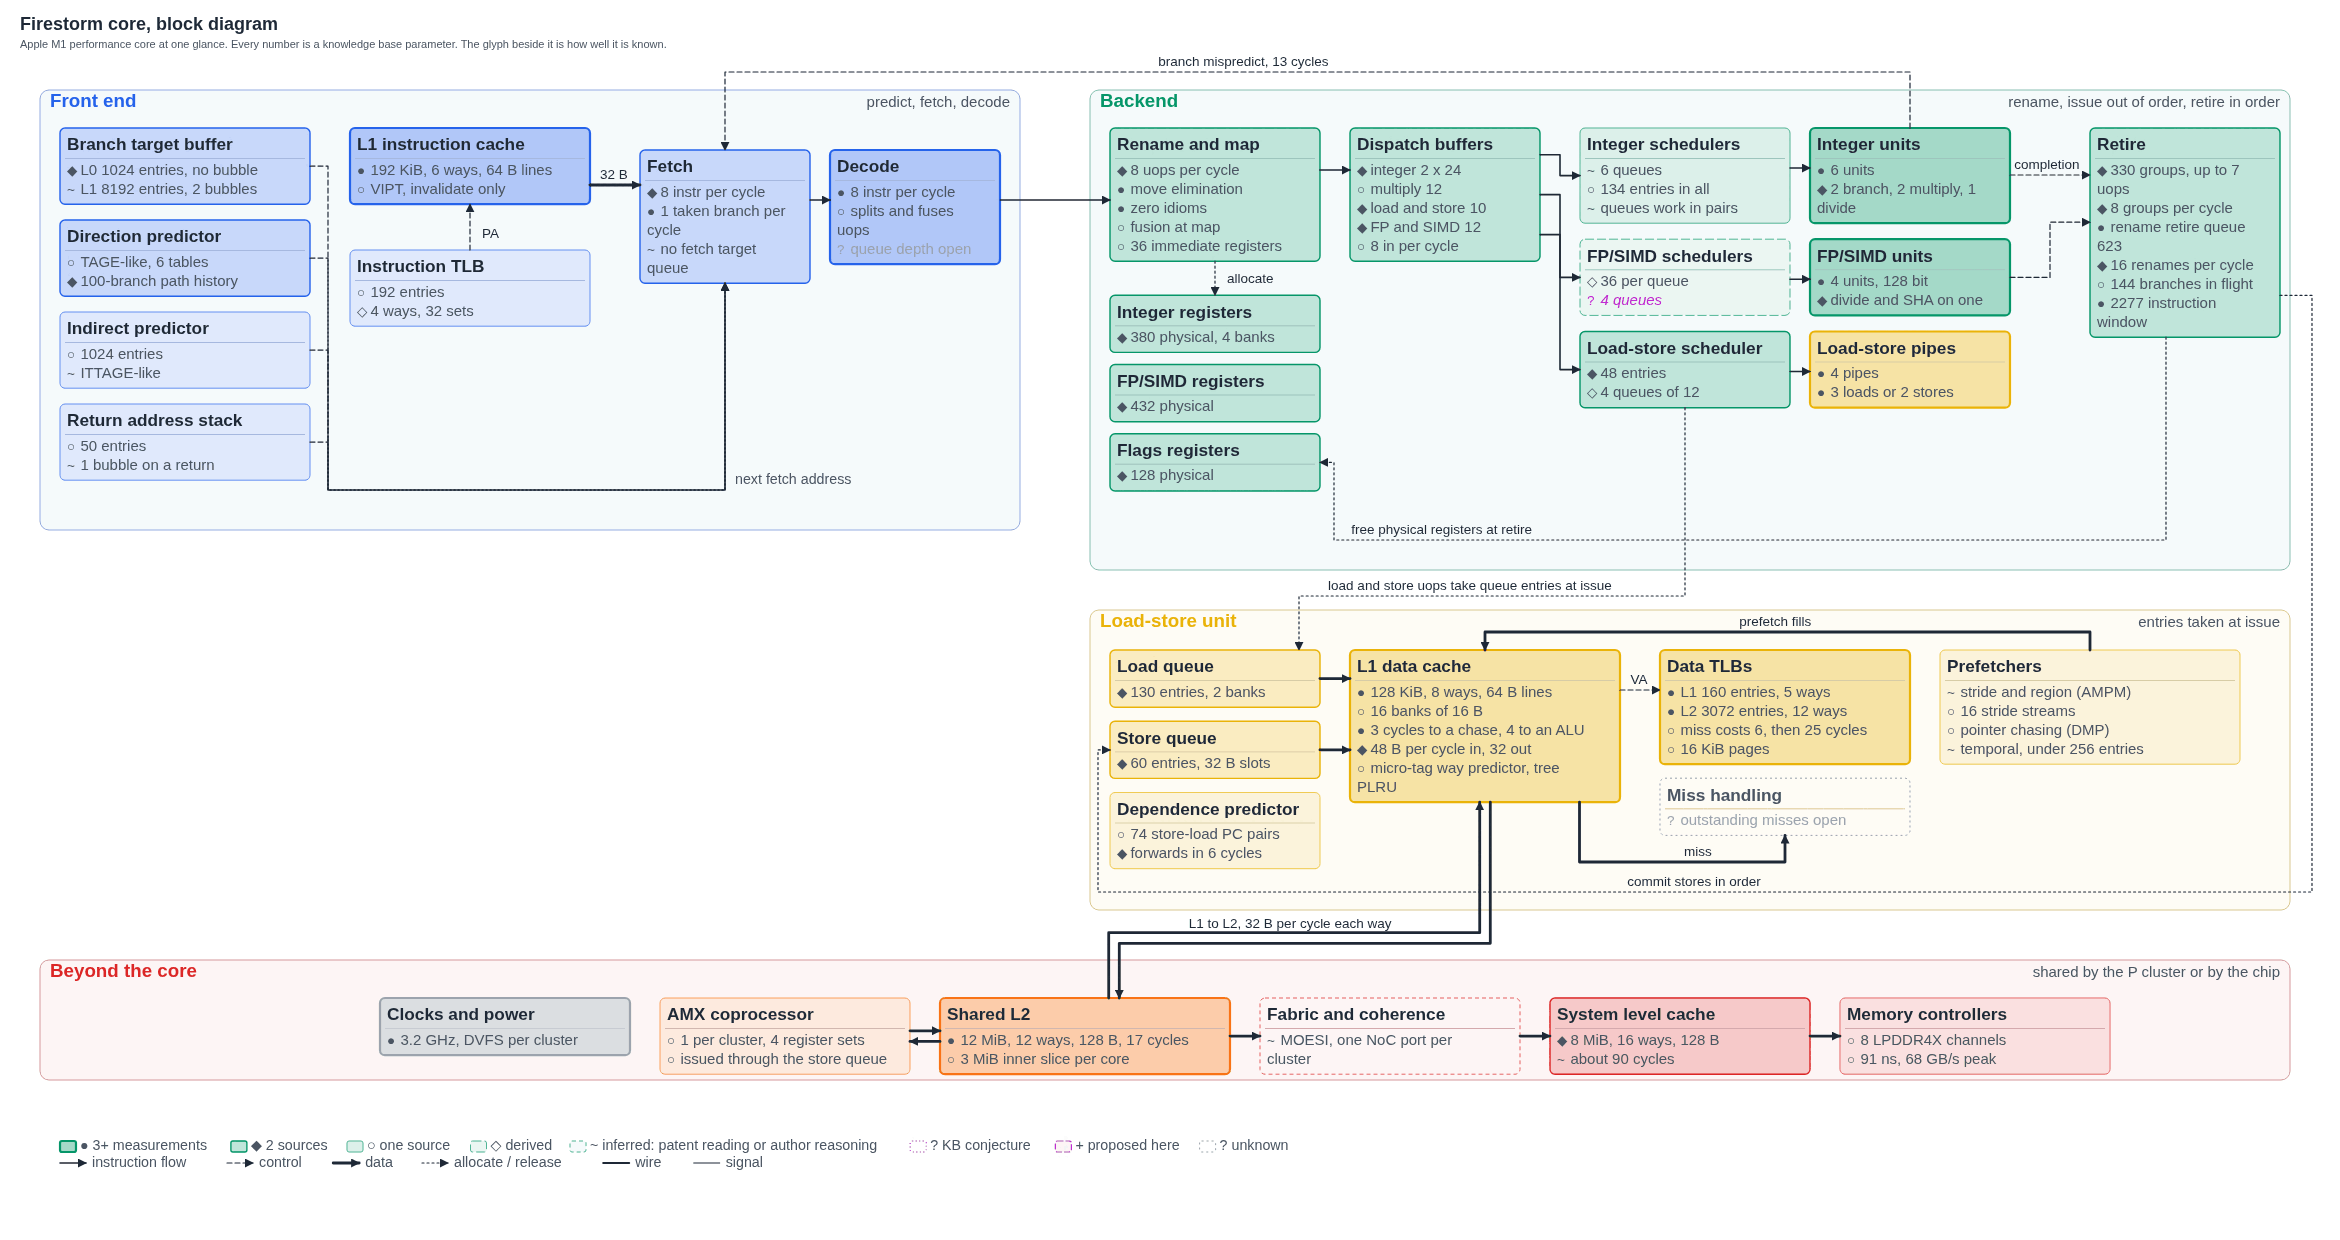 Firestorm core, block diagram
Apple M1 performance core at one glance. Every number is a knowledge base parameter. The glyph beside it is how well it is known.
branch mispredict, 13 cycles
Front end
predict, fetch, decode
Branch target buffer
◆ L0 1024 entries, no bubble
~ L1 8192 entries, 2 bubbles
Direction predictor
○ TAGE-like, 6 tables
◆ 100-branch path history
Indirect predictor
○ 1024 entries
~ ITTAGE-like
Return address stack
○ 50 entries
~ 1 bubble on a return
L1 instruction cache
● 192 KiB, 6 ways, 64 B lines
○ VIPT, invalidate only
PA
Instruction TLB
○ 192 entries
◇ 4 ways, 32 sets
32 B
Fetch
◆ 8 instr per cycle
● 1 taken branch per
cycle
~ no fetch target
queue
Decode
● 8 instr per cycle
○ splits and fuses
uops
? queue depth open
next fetch address
Backend
rename, issue out of order, retire in order
Rename and map
◆ 8 uops per cycle
● move elimination
● zero idioms
○ fusion at map
○ 36 immediate registers
allocate
Integer registers
◆ 380 physical, 4 banks
FP/SIMD registers
◆ 432 physical
Flags registers
◆ 128 physical
Dispatch buffers
◆ integer 2 x 24
○ multiply 12
◆ load and store 10
◆ FP and SIMD 12
○ 8 in per cycle
Integer schedulers
~ 6 queues
○ 134 entries in all
~ queues work in pairs
FP/SIMD schedulers
◇ 36 per queue
? 4 queues
Load-store scheduler
◆ 48 entries
◇ 4 queues of 12
Integer units
● 6 units
◆ 2 branch, 2 multiply, 1
divide
FP/SIMD units
● 4 units, 128 bit
◆ divide and SHA on one
Load-store pipes
● 4 pipes
● 3 loads or 2 stores
completion
Retire
◆ 330 groups, up to 7
uops
◆ 8 groups per cycle
● rename retire queue
623
◆ 16 renames per cycle
○ 144 branches in flight
● 2277 instruction
window
free physical registers at retire
load and store uops take queue entries at issue
Load-store unit
entries taken at issue
prefetch fills
Load queue
◆ 130 entries, 2 banks
Store queue
◆ 60 entries, 32 B slots
Dependence predictor
○ 74 store-load PC pairs
◆ forwards in 6 cycles
L1 data cache
● 128 KiB, 8 ways, 64 B lines
○ 16 banks of 16 B
● 3 cycles to a chase, 4 to an ALU
◆ 48 B per cycle in, 32 out
○ micro-tag way predictor, tree
PLRU
VA
Data TLBs
● L1 160 entries, 5 ways
● L2 3072 entries, 12 ways
○ miss costs 6, then 25 cycles
○ 16 KiB pages
Miss handling
? outstanding misses open
miss
Prefetchers
~ stride and region (AMPM)
○ 16 stride streams
○ pointer chasing (DMP)
~ temporal, under 256 entries
commit stores in order
L1 to L2, 32 B per cycle each way
Beyond the core
shared by the P cluster or by the chip
Clocks and power
● 3.2 GHz, DVFS per cluster
AMX coprocessor
○ 1 per cluster, 4 register sets
○ issued through the store queue
Shared L2
● 12 MiB, 12 ways, 128 B, 17 cycles
○ 3 MiB inner slice per core
Fabric and coherence
~ MOESI, one NoC port per
cluster
System level cache
◆ 8 MiB, 16 ways, 128 B
~ about 90 cycles
Memory controllers
○ 8 LPDDR4X channels
○ 91 ns, 68 GB/s peak
● 3+ measurements ◆ 2 sources ○ one source ◇ derived ~ inferred: patent reading or author reasoning ? KB conjecture + proposed here ? unknown
instruction flow control data allocate / release wire signal